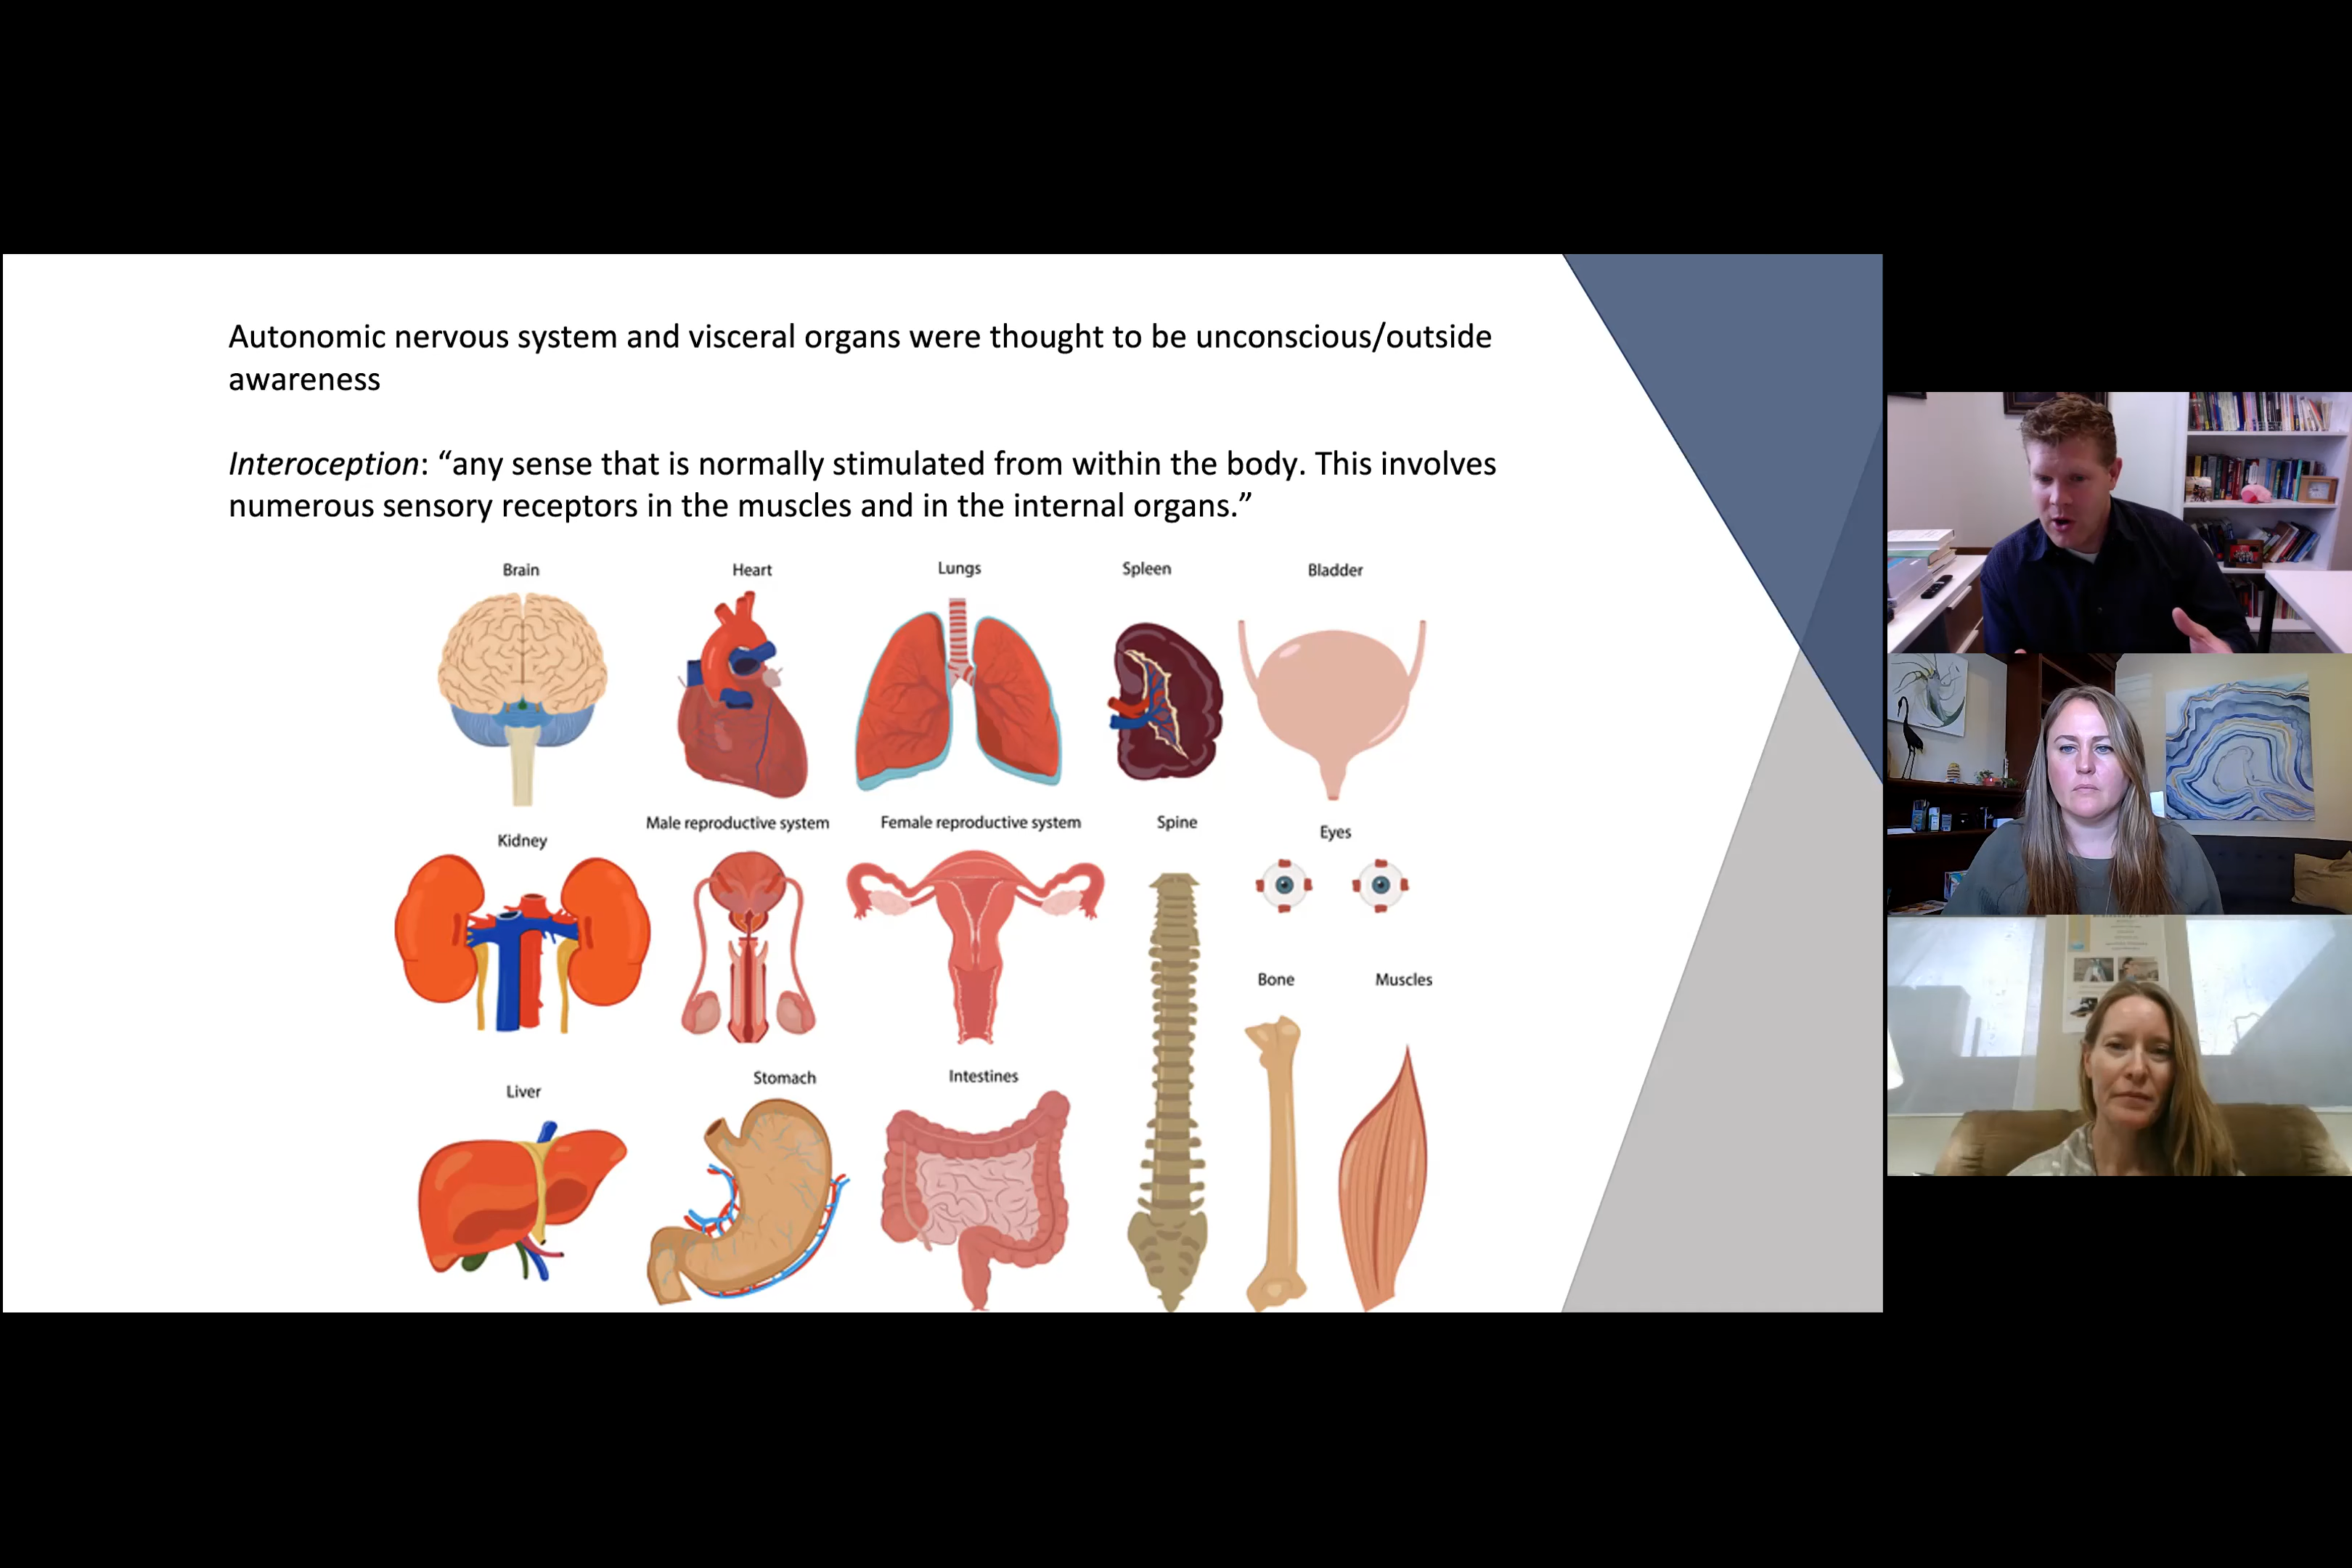 Autonomic nervous system and visceral organs were thought to be unconscious/outside
awareness
Interoception: “any sense that is normally stimulated from within the body. This involves
numerous sensory receptors in the muscles and in the internal organs.”
Brain
Heart
Lungs
Spleen
Bladder
Kidney
Male reproductive system
Female reproductive system
Spine
Eyes
Bone
Muscles
Liver
Stomach
Intestines